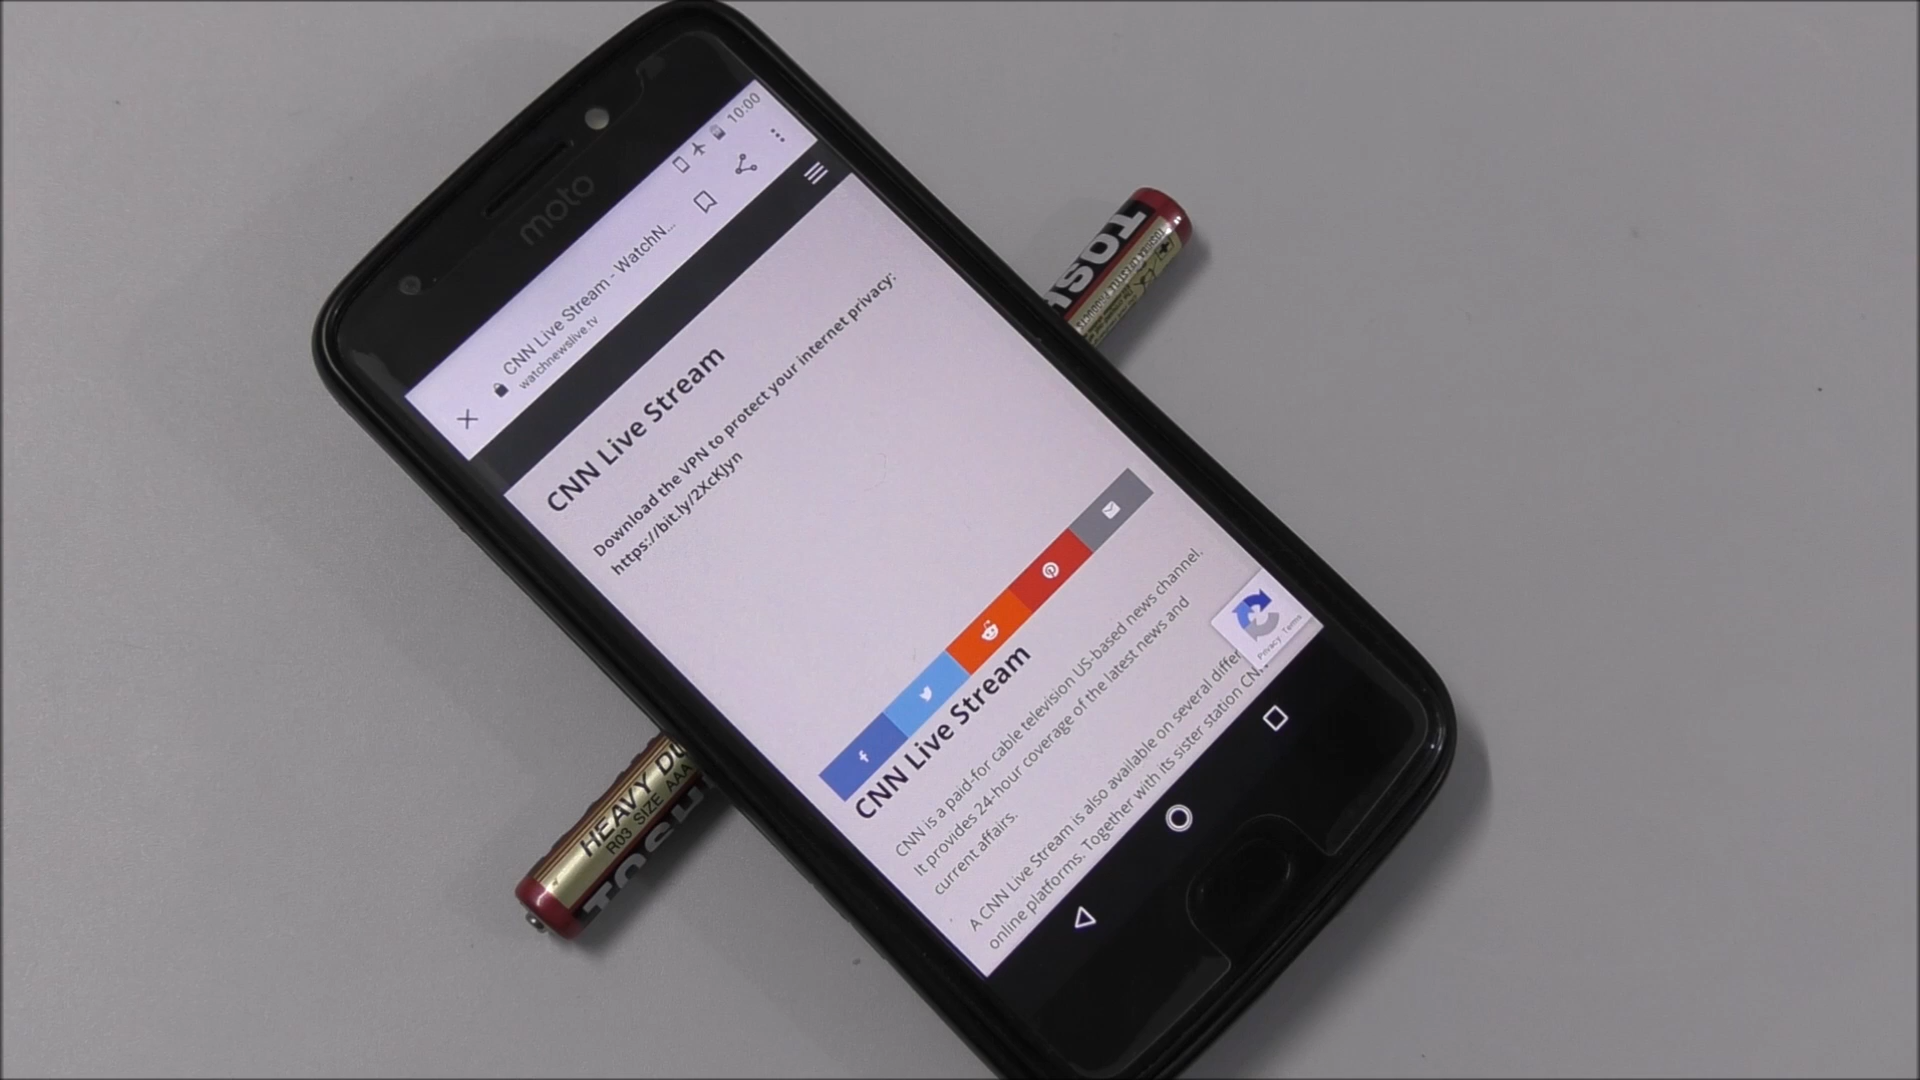 moto
10:00
CNN Live Stream - WatchN...
watchnewslive.tv
CNN Live Stream
Download the VPN to protect your internet privacy:
https://bit.ly/2XcKJyn
CNN Live Stream
CNN is a paid-for cable television US-based news channel.
It provides 24-hour coverage of the latest news and
current affairs.
A CNN Live Stream is also available on several differ
online platforms. Together with its sister station CN
Privacy - Terms
HEAVY DU
R03 SIZE AAA
TOSH
TOSH